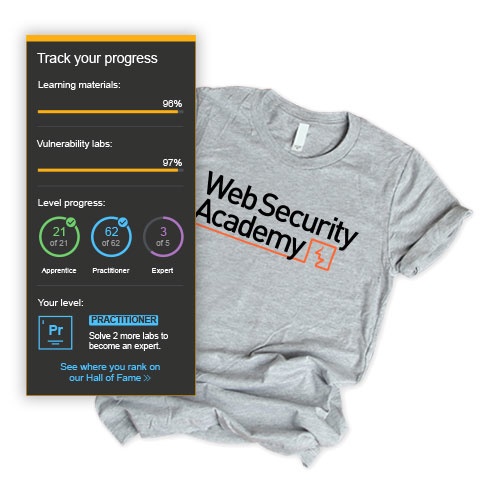 Track your progress
Learning materials:
96%
Vulnerability labs:
97%
Level progress:
21
of 21
62
of 62
3
of 5
Apprentice Practitioner Expert
Your level:
Pr
PRACTITIONER
Solve 2 more labs to
become an expert.
See where you rank on
our Hall of Fame >>
Web Security
Academy